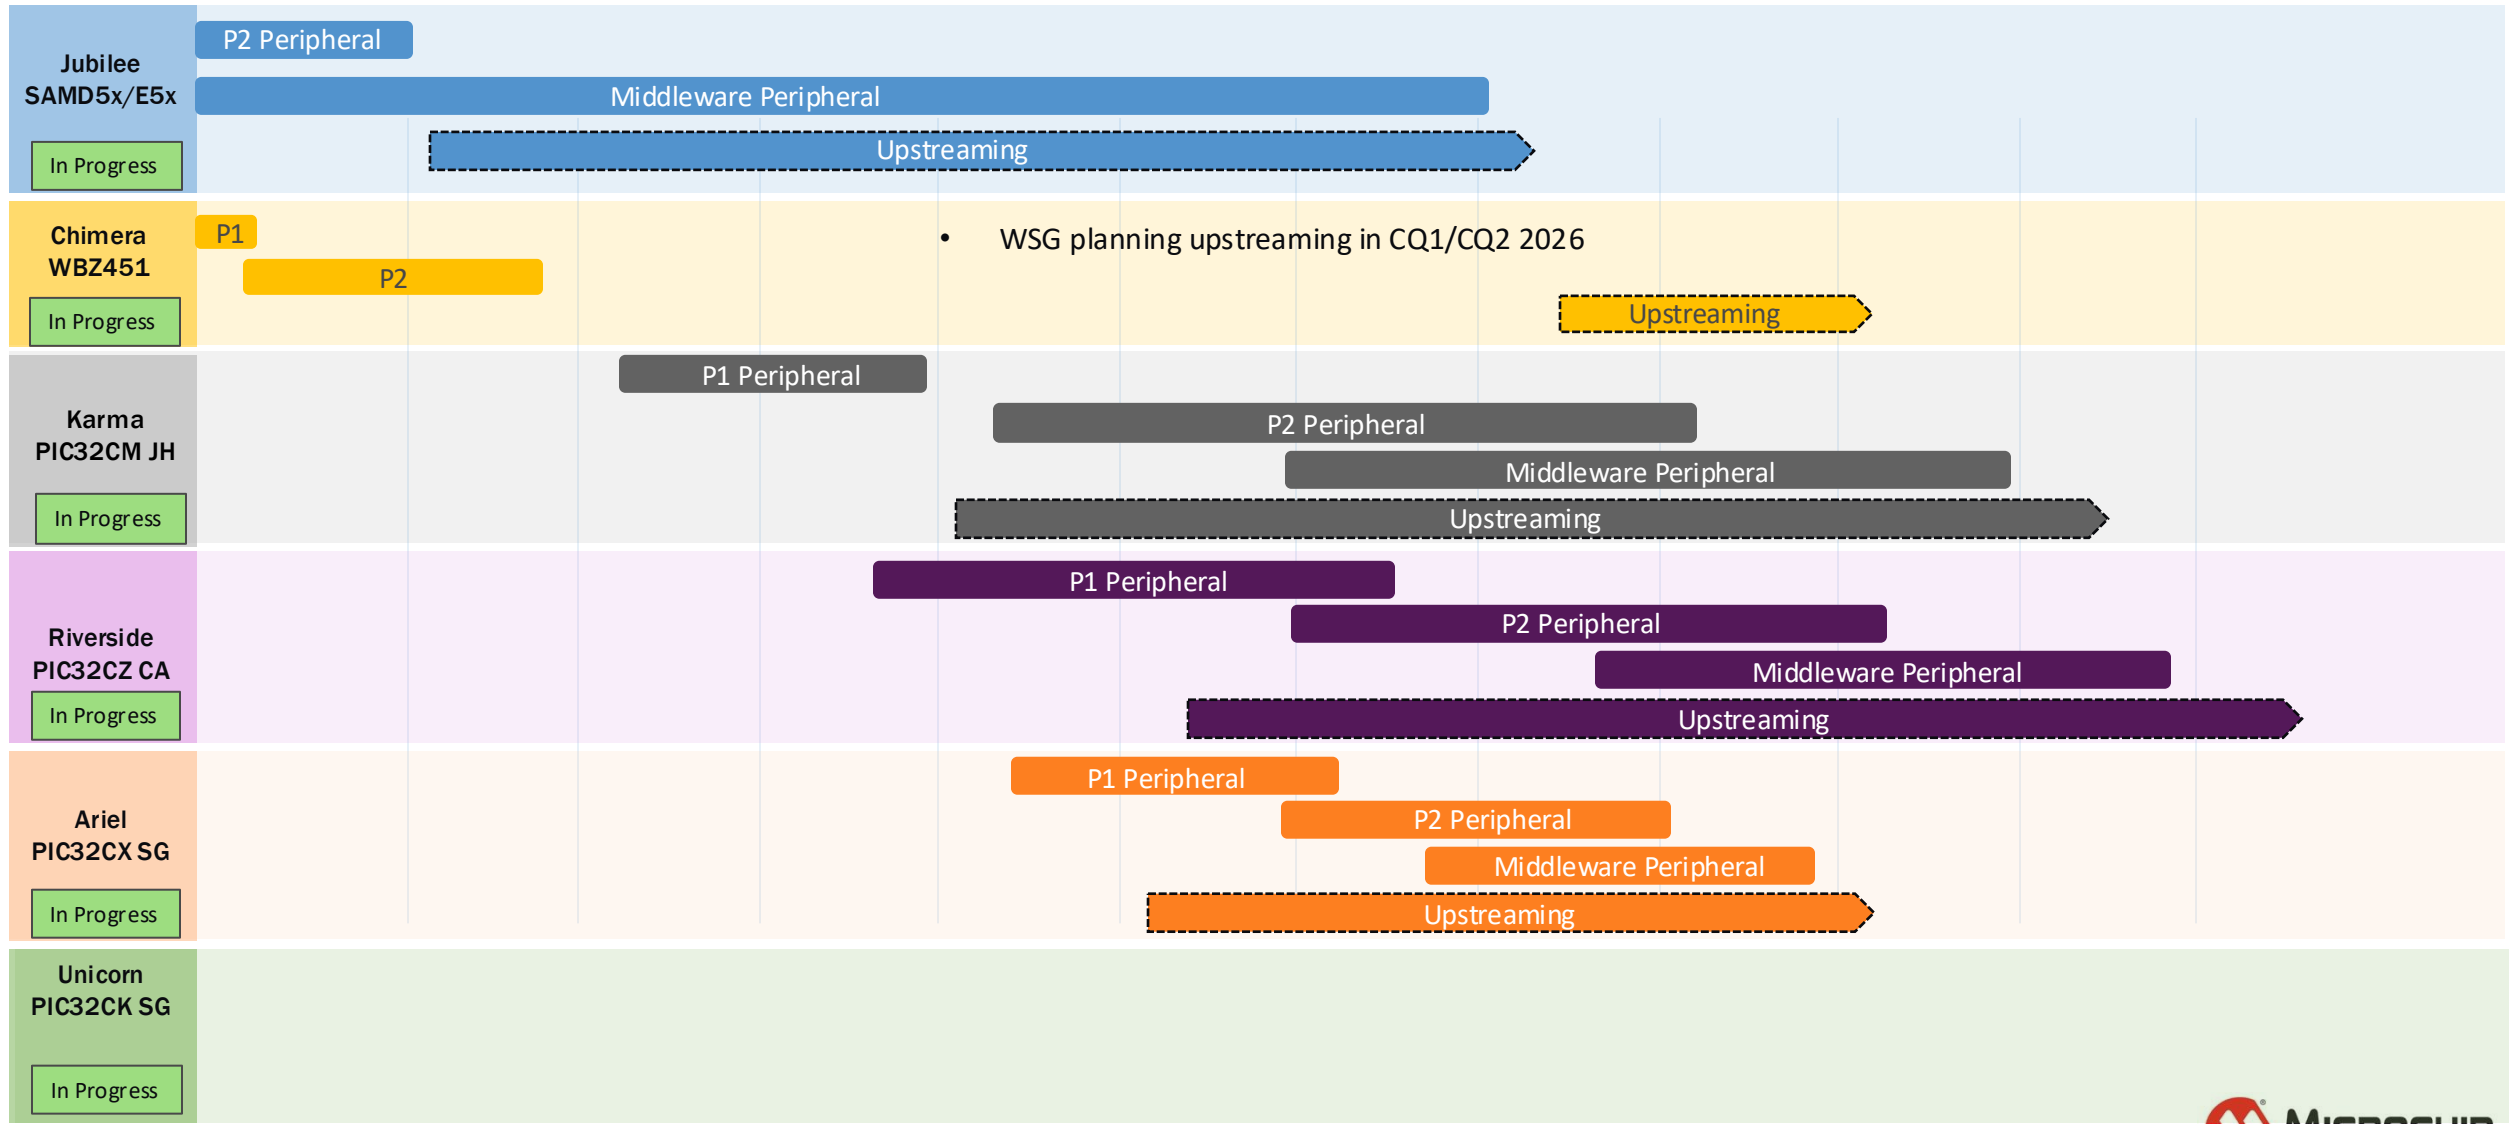 Jubilee
SAMD5x/E5x
In Progress
P2 Peripheral
Middleware Peripheral
Upstreaming
Chimera
WBZ451
In Progress
P1
P2
• WSG planning upstreaming in CQ1/CQ2 2026
Upstreaming
Karma
PIC32CM JH
In Progress
P1 Peripheral
P2 Peripheral
Middleware Peripheral
Upstreaming
Riverside
PIC32CZ CA
In Progress
P1 Peripheral
P2 Peripheral
Middleware Peripheral
Upstreaming
Ariel
PIC32CX SG
In Progress
P1 Peripheral
P2 Peripheral
Middleware Peripheral
Upstreaming
Unicorn
PIC32CK SG
In Progress
MICROCHIP